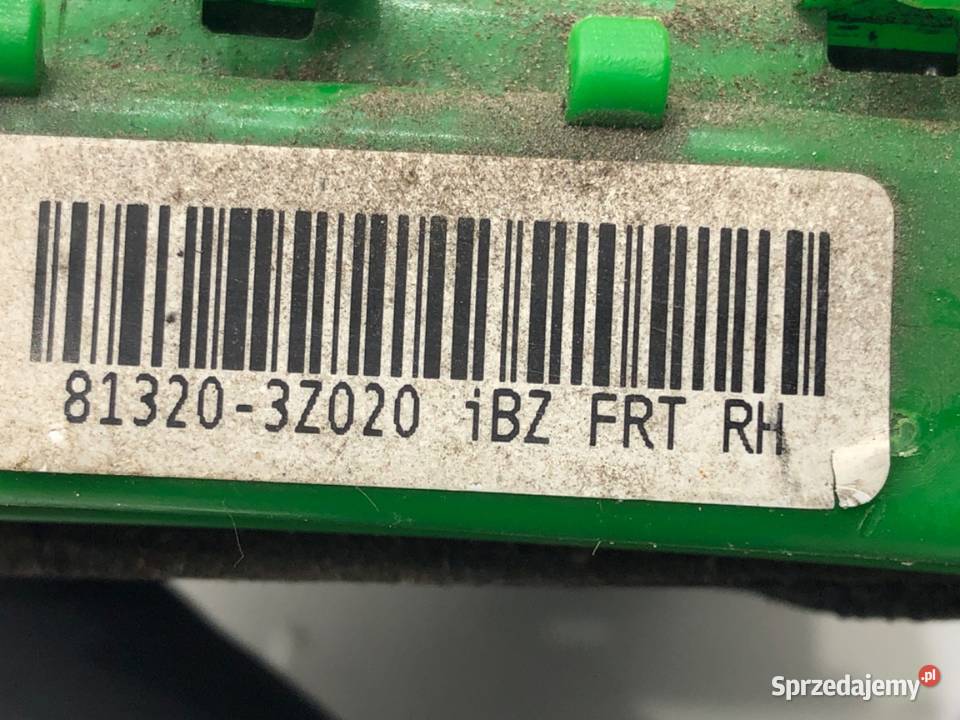 81320-3Z020 iBZ FRT RH
Sprzedajemy.pl